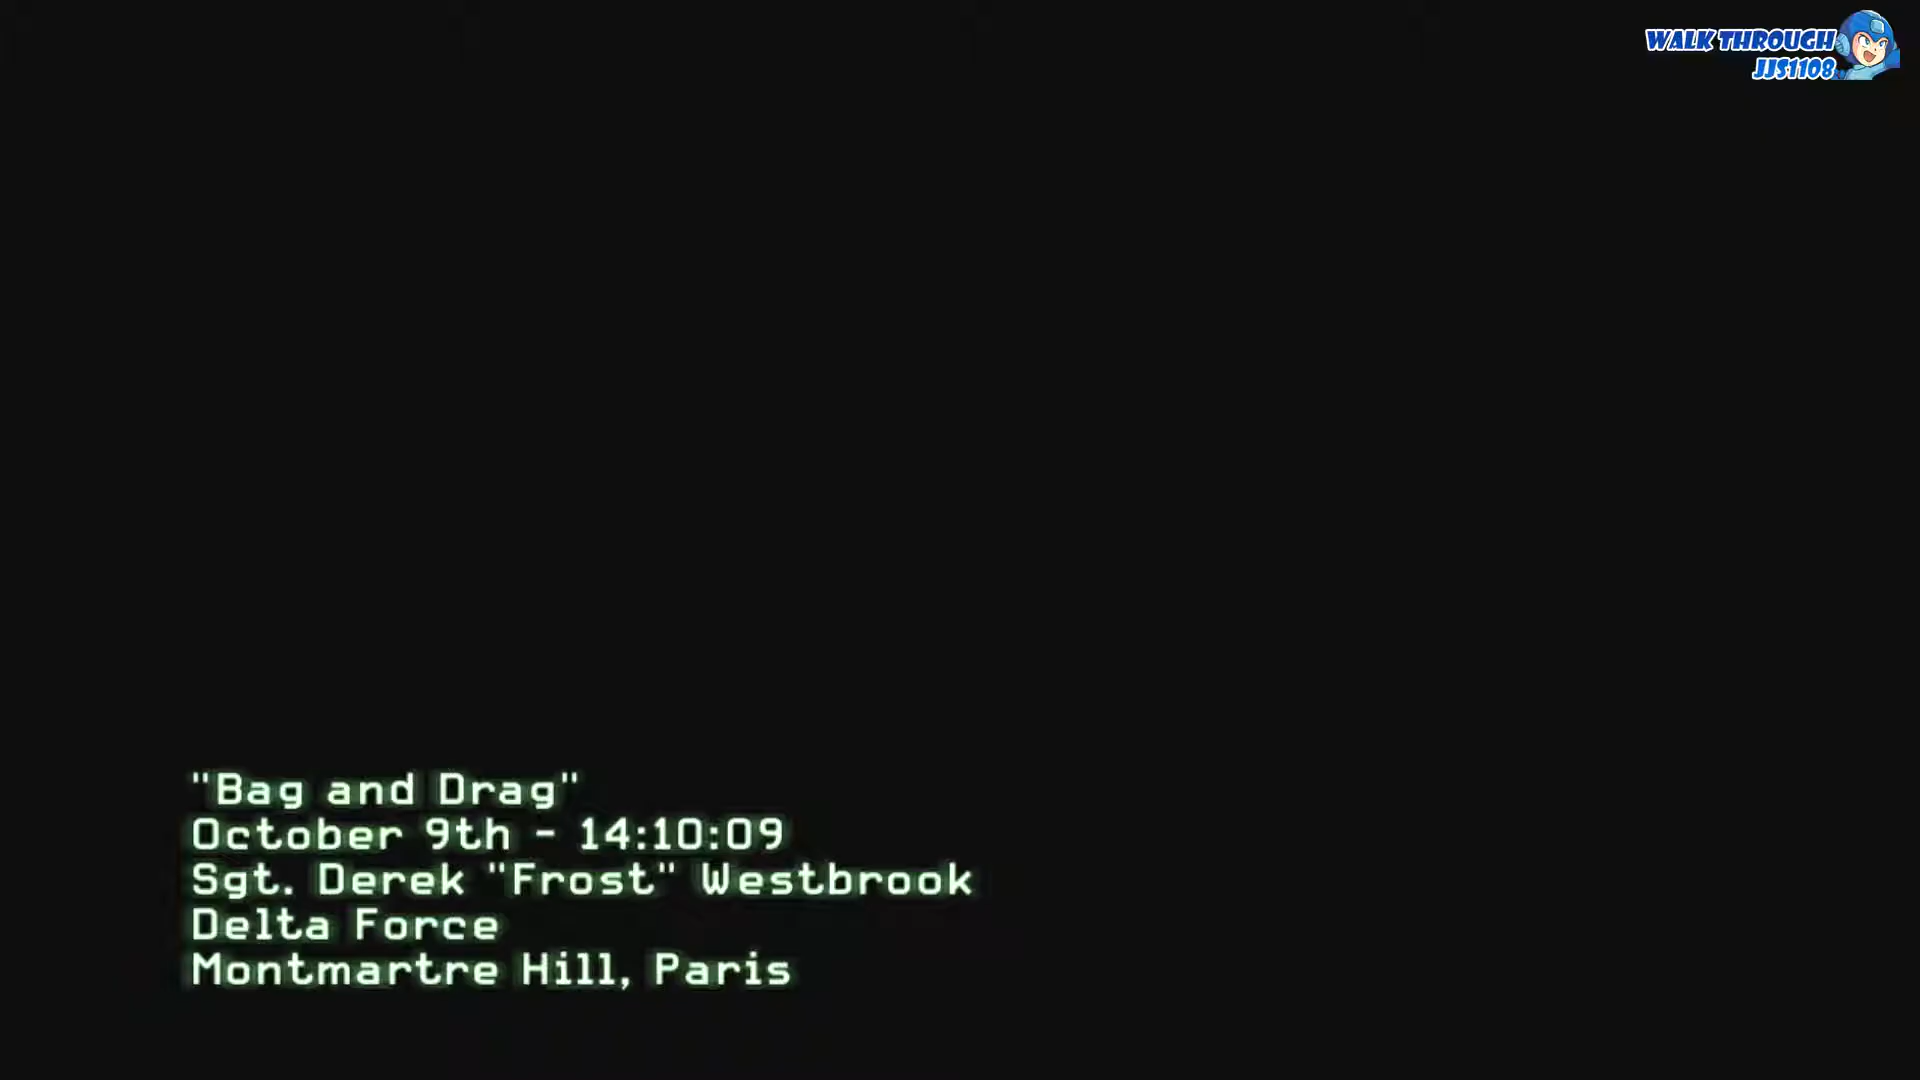 WALK THROUGH
JJS1108
"Bag and Drag"
October 9th - 14:10:09
Sgt. Derek "Frost" Westbrook
Delta Force
Montmartre Hill, Paris